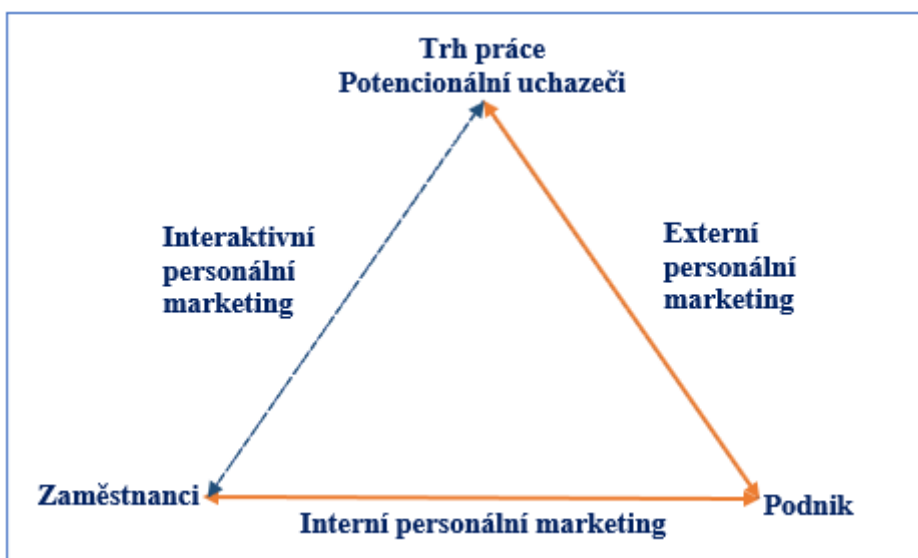 Trh práce
Potencionální uchazeči
Interaktivní
personální
marketing
Externí
personální
marketing
Zaměstnanci
Interní personální marketing
Podnik